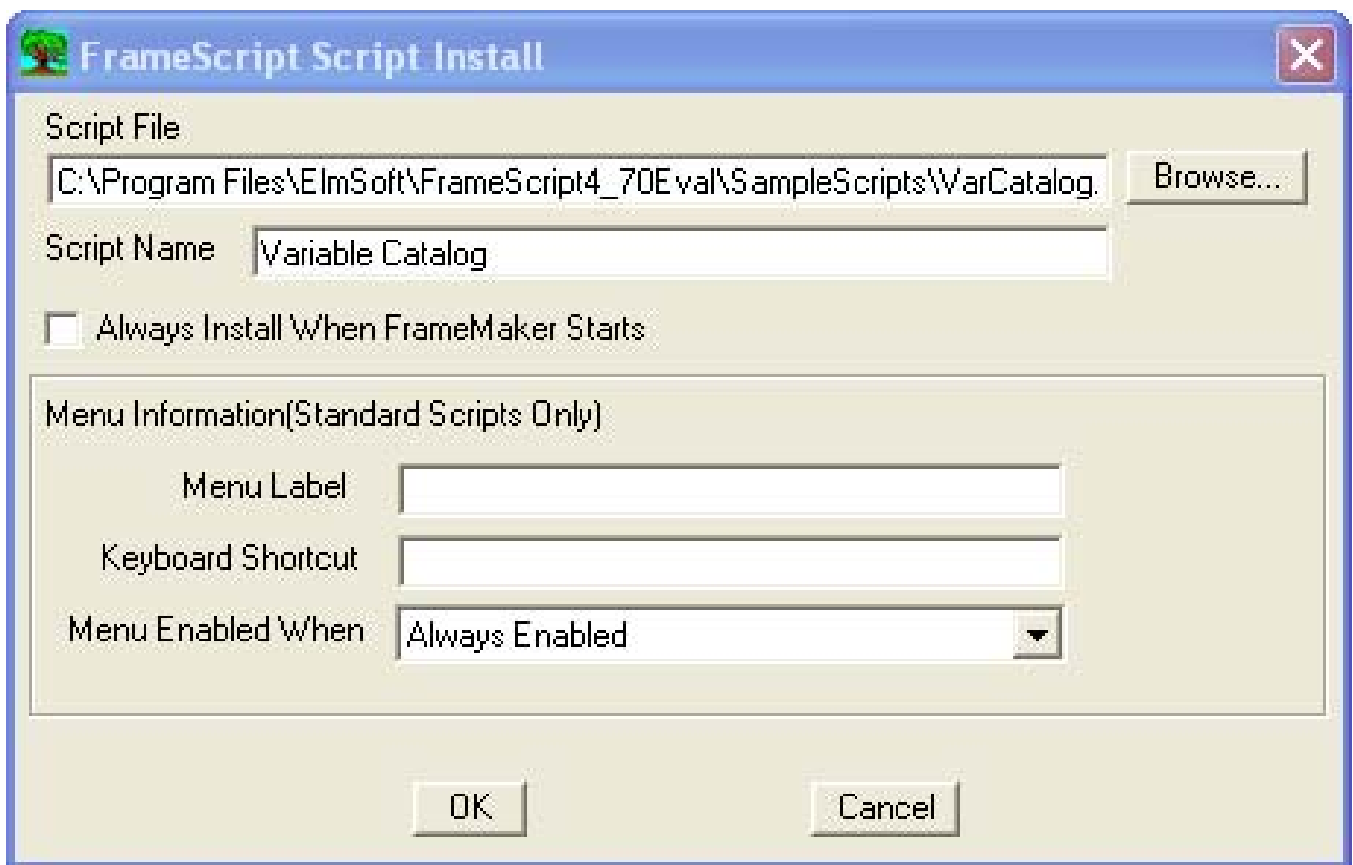 FrameScript Script Install
Script File
C:\Program Files\ElmSoft\FrameScript4_70Eval\SampleScripts\VarCatalog.
Browse...
Script Name
Variable Catalog
Always Install When FrameMaker Starts
Menu Information(Standard Scripts Only)
Menu Label
Keyboard Shortcut
Menu Enabled When
Always Enabled
OK
Cancel